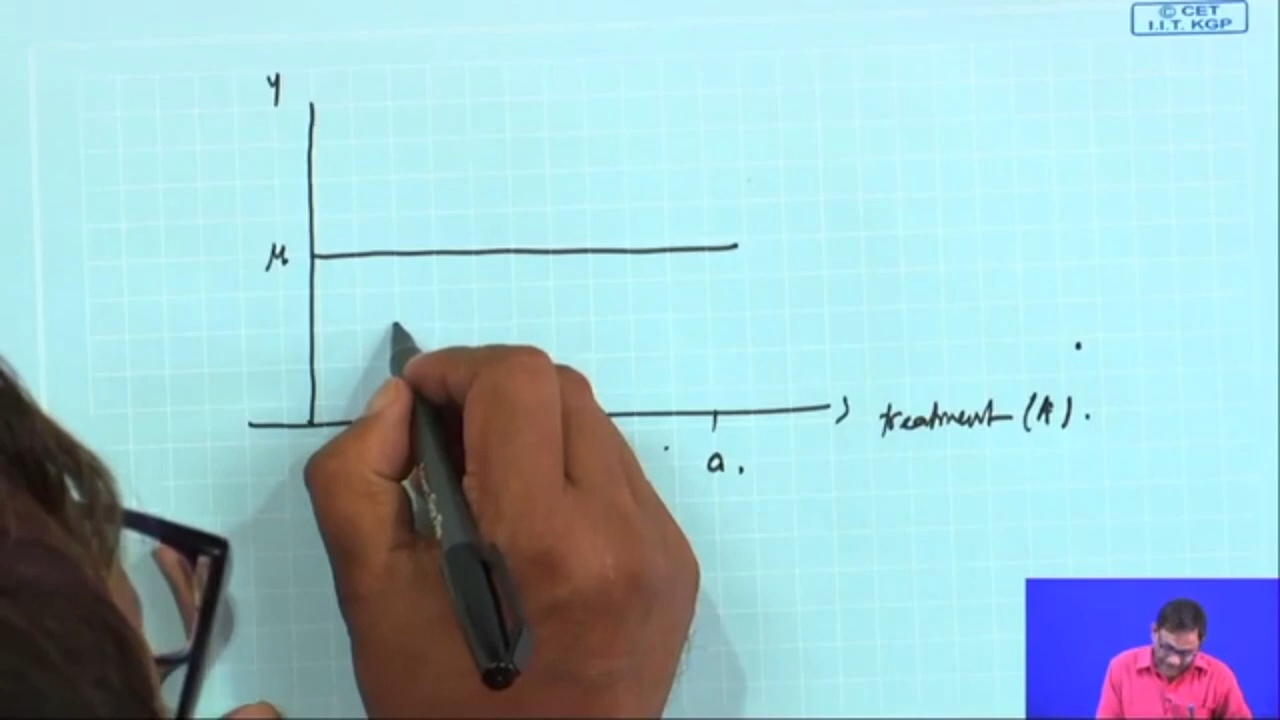 © CET
I.I.T. KGP
y
μ
treatment (A).
a.